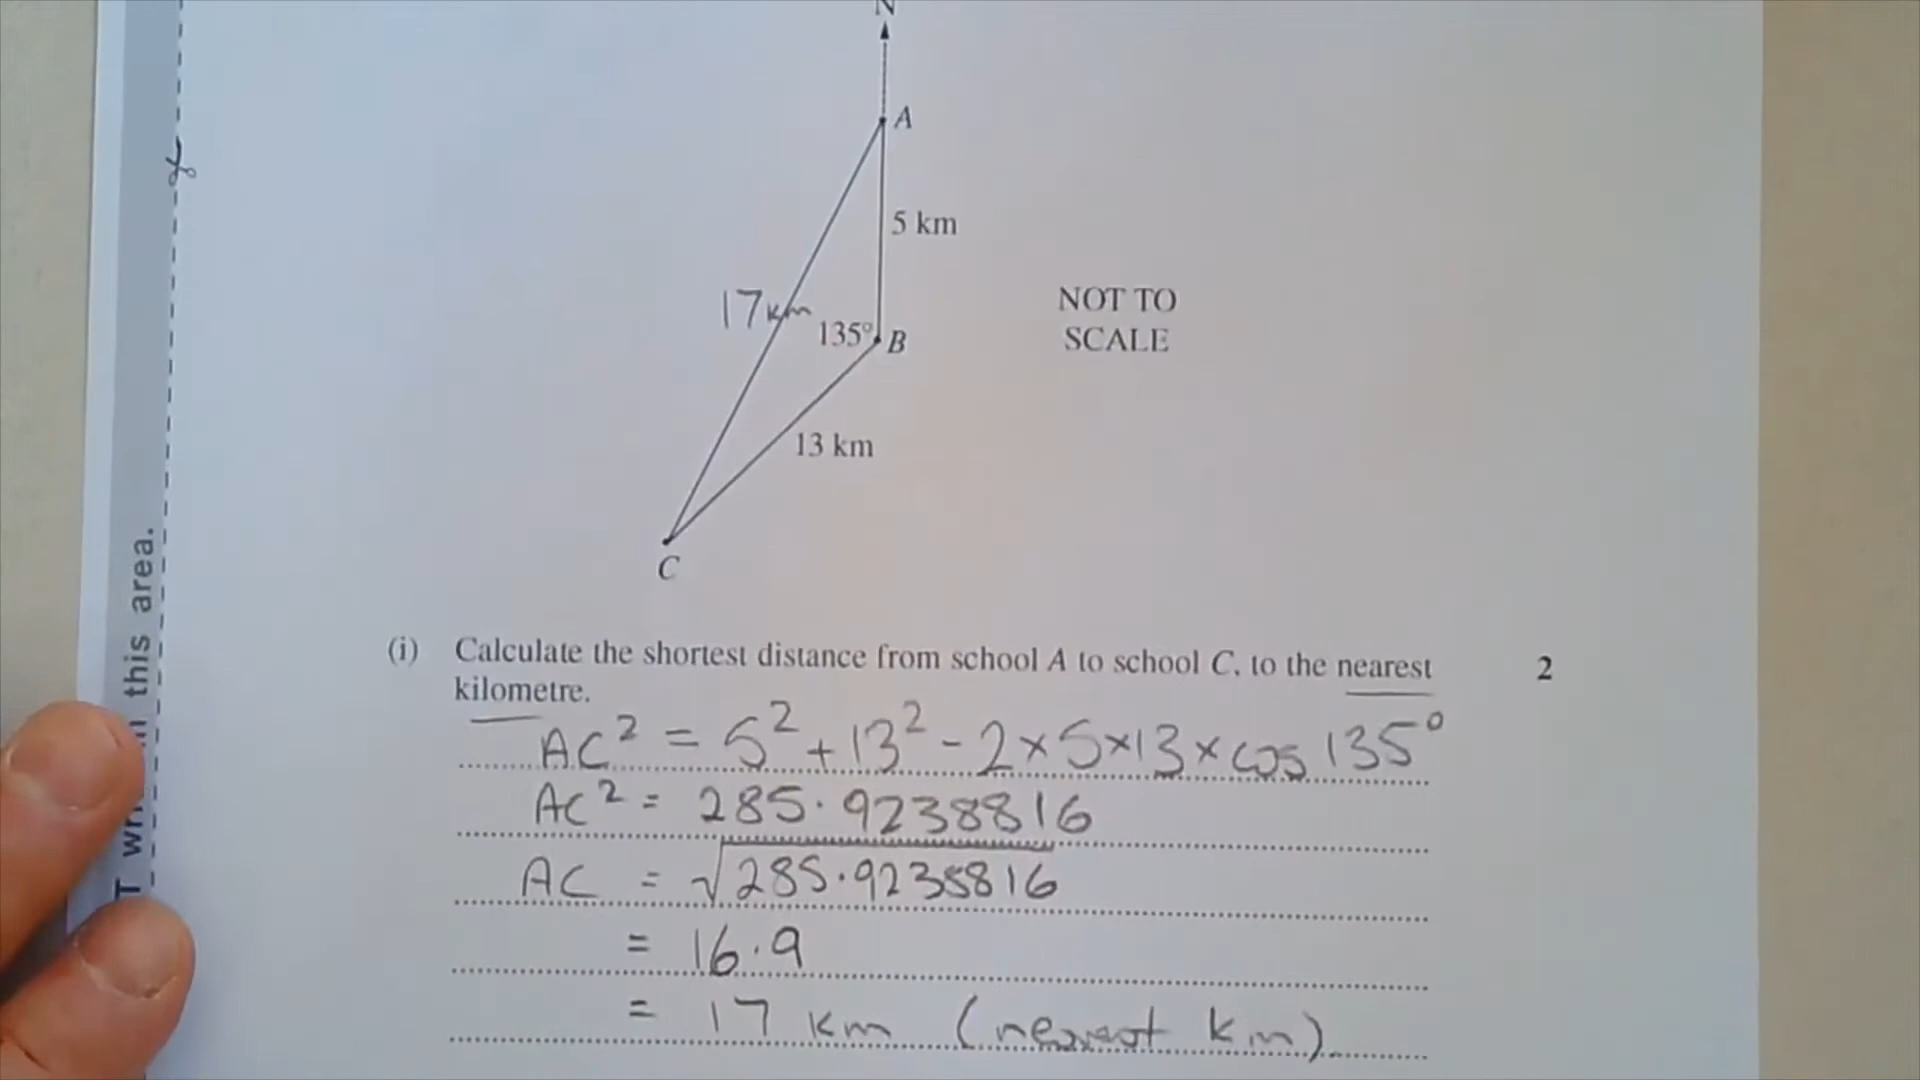 N
A
5 km
17km
135° B
NOT TO
SCALE
13 km
C
this area.
(i) Calculate the shortest distance from school A to school C, to the nearest 2
kilometre.
AC² = 5² + 13² - 2×5×13×cos 135°
AC² = 285.9238816
AC = √285.9238816
= 16.9
= 17 km (nearest km)